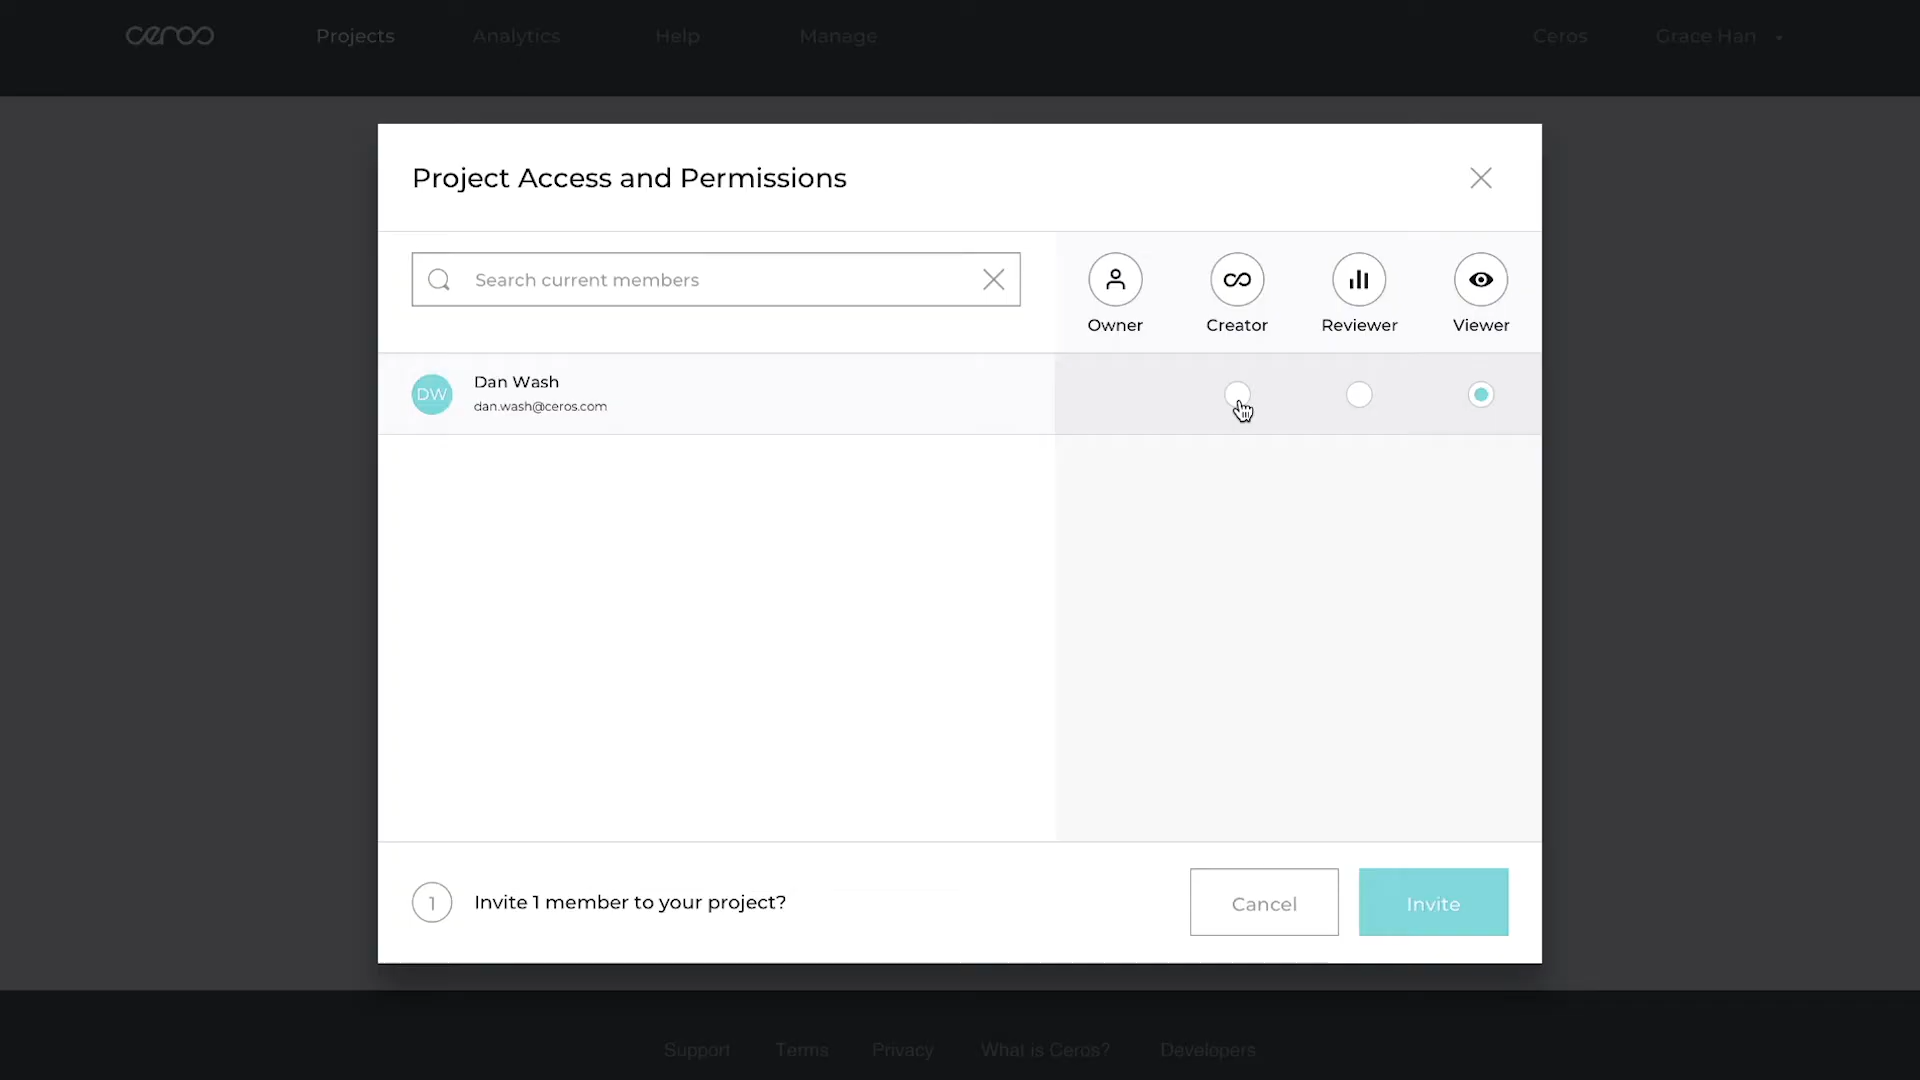 ceros Projects Analytics Help Manage Ceros Grace Han
Project Access and Permissions
Search current members
Owner Creator Reviewer Viewer
DW Dan Wash
dan.wash@ceros.com
1 Invite 1 member to your project?
Cancel Invite
Support Terms Privacy What is Ceros? Developers